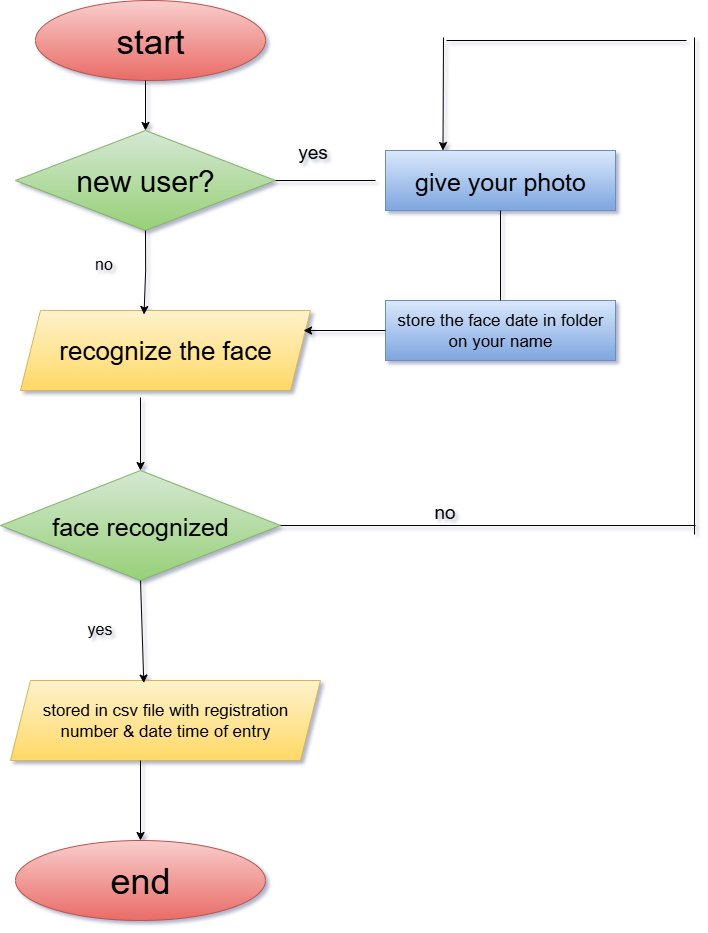 start
new user?
yes
give your photo
no
store the face date in folder
on your name
recognize the face
face recognized
no
yes
stored in csv file with registration
number & date time of entry
end